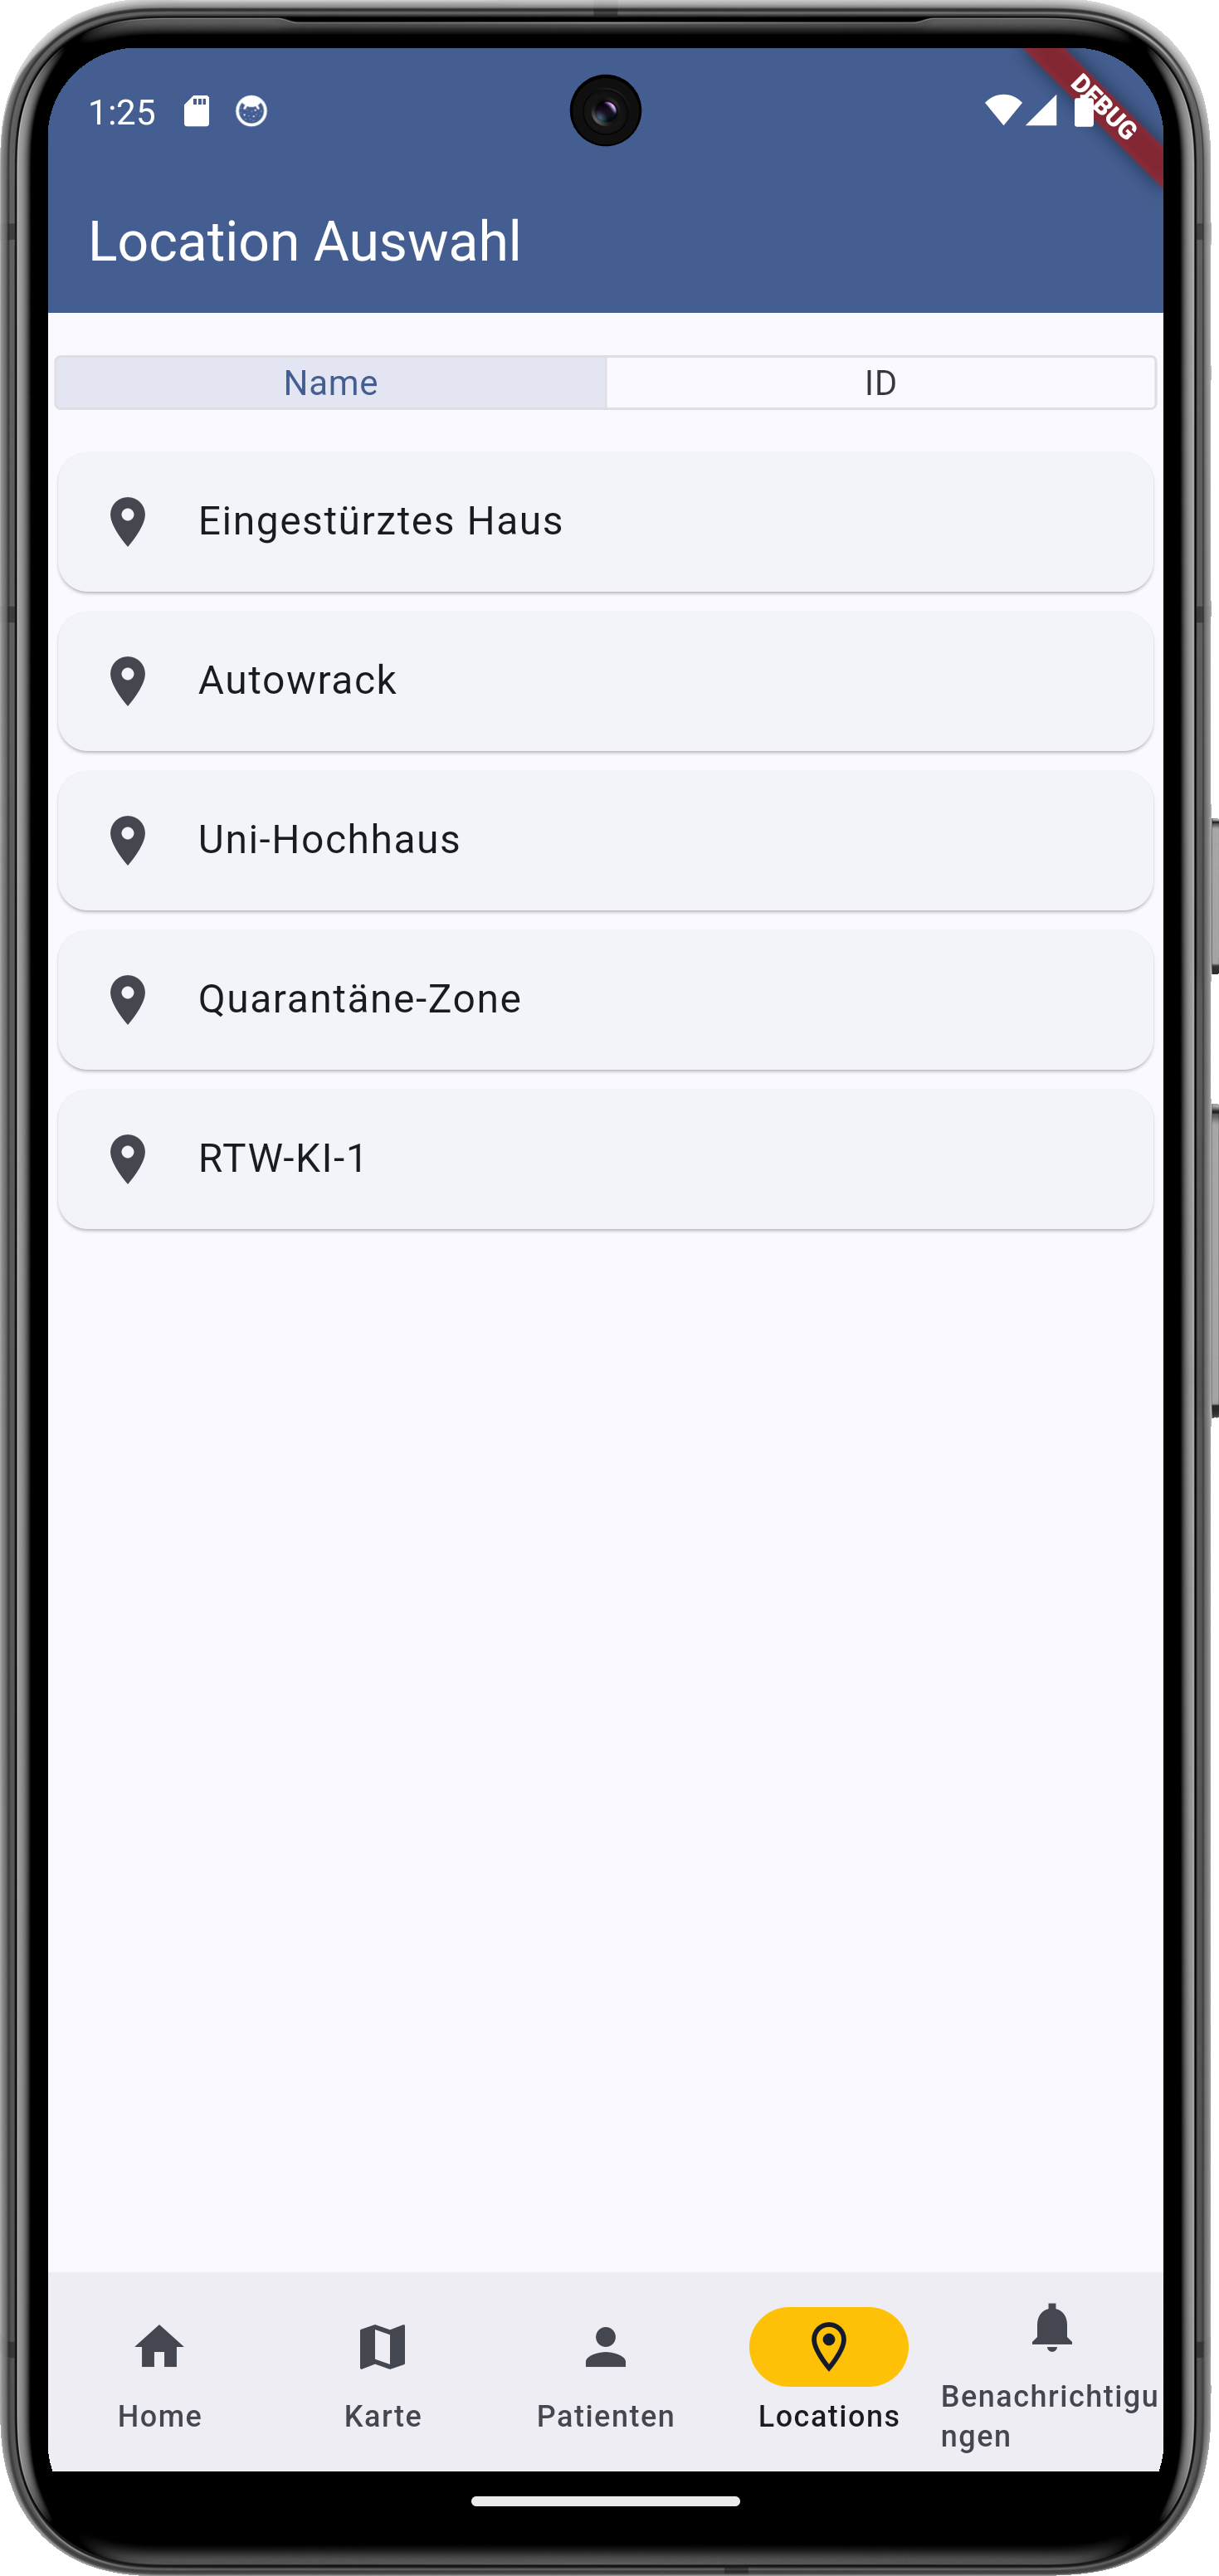 1:25
DEBUG
Location Auswahl
Name
ID
Eingestürztes Haus
Autowrack
Uni-Hochhaus
Quarantäne-Zone
RTW-KI-1
Home
Karte
Patienten
Locations
Benachrichtigu
ngen